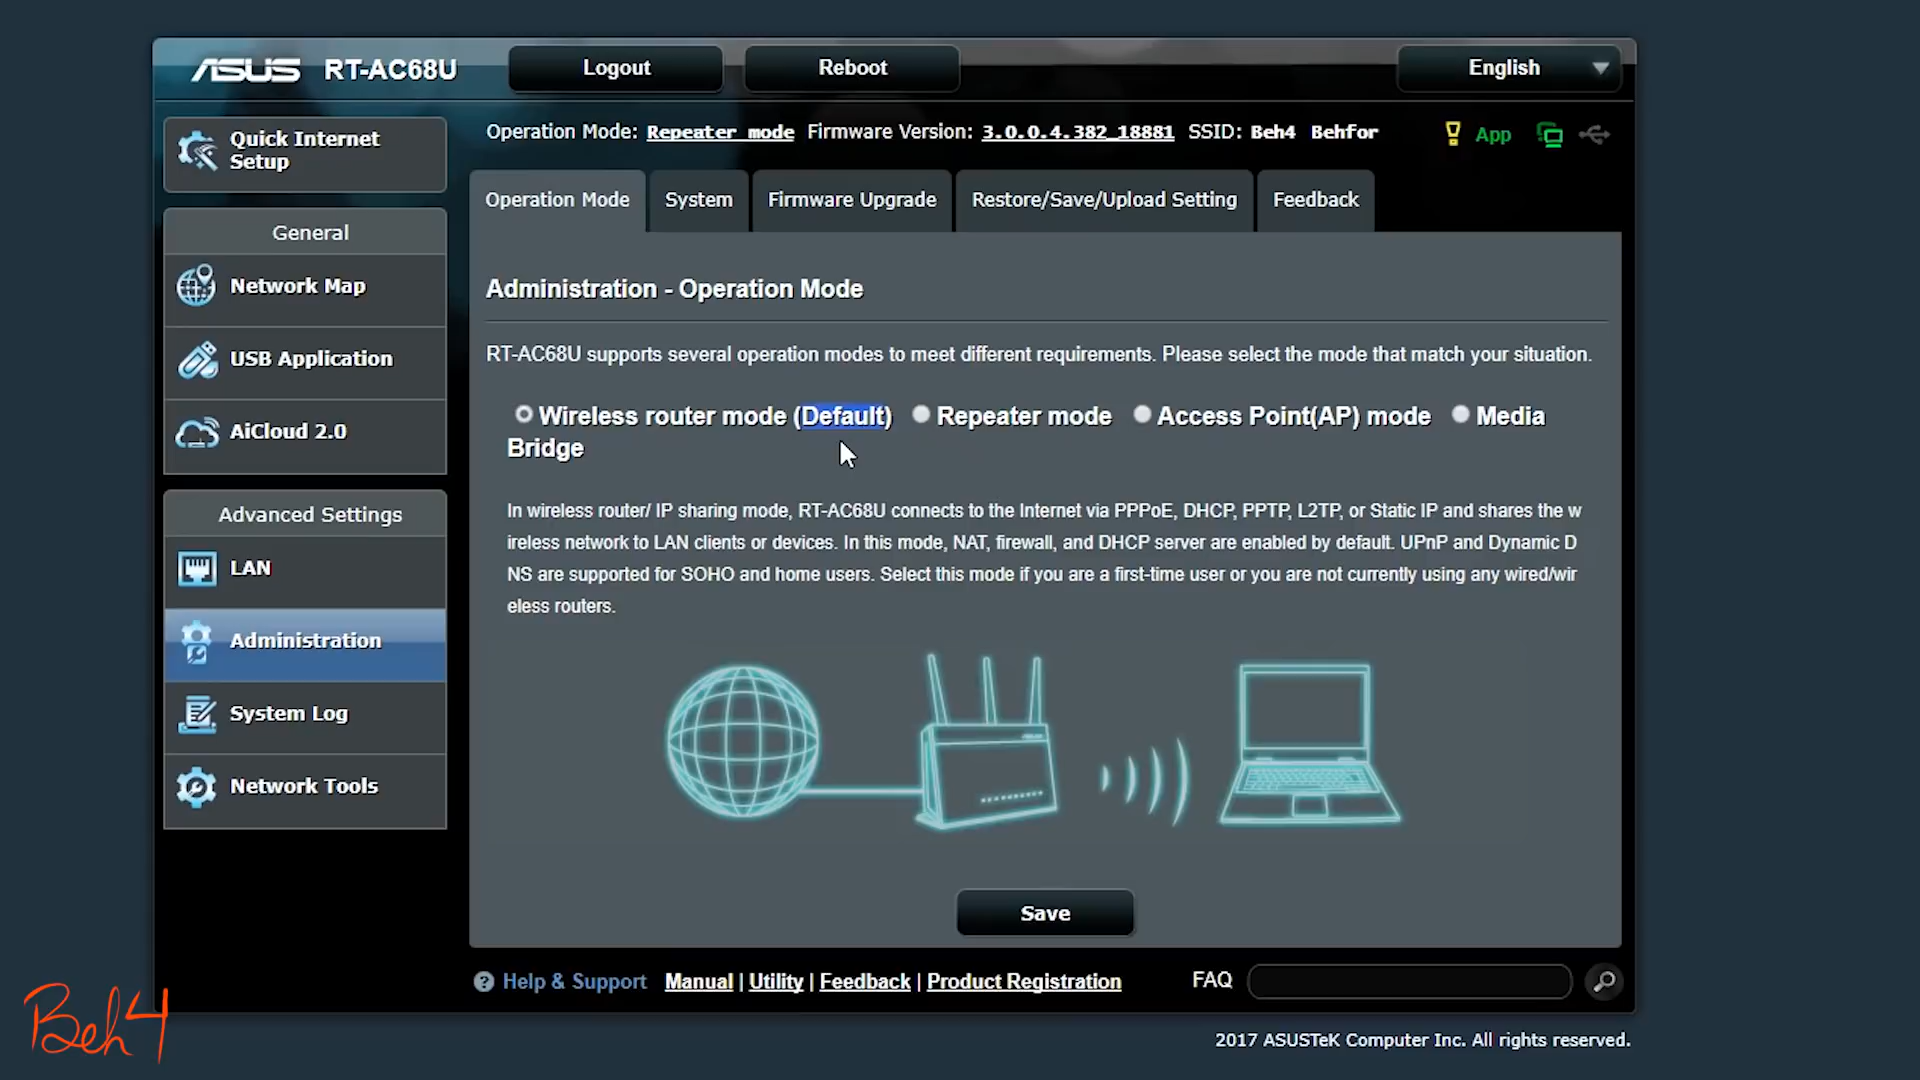 ASUS RT-AC68U Logout Reboot English
Quick Internet Setup
Operation Mode: Repeater mode Firmware Version: 3.0.0.4.382_18881 SSID: Beh4 Behfor App
Operation Mode System Firmware Upgrade Restore/Save/Upload Setting Feedback
General
Network Map
USB Application
AiCloud 2.0
Advanced Settings
LAN
Administration
System Log
Network Tools
Administration - Operation Mode
RT-AC68U supports several operation modes to meet different requirements. Please select the mode that match your situation.
Wireless router mode (Default) Repeater mode Access Point(AP) mode Media
Bridge
In wireless router/ IP sharing mode, RT-AC68U connects to the Internet via PPPoE, DHCP, PPTP, L2TP, or Static IP and shares the w
ireless network to LAN clients or devices. In this mode, NAT, firewall, and DHCP server are enabled by default. UPnP and Dynamic D
NS are supported for SOHO and home users. Select this mode if you are a first-time user or you are not currently using any wired/wir
eless routers.
ASUS
Save
Help & Support Manual | Utility | Feedback | Product Registration FAQ
2017 ASUSTeK Computer Inc. All rights reserved.
Beh4